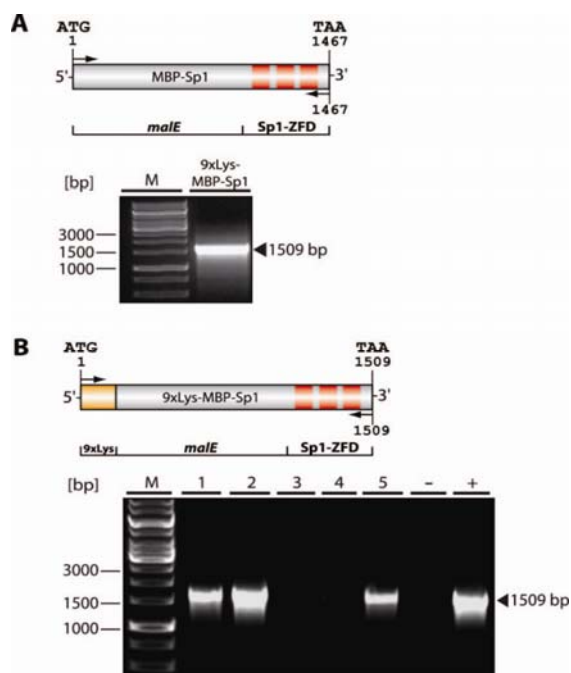 A
ATG TAA
1 1467
5'- MBP-Sp1 -3'
1467
malE Sp1-ZFD
[bp] M 9xLys-
MBP-Sp1
3000
1500 1509 bp
1000
B
ATG TAA
1 1509
5'- 9xLys-MBP-Sp1 -3'
1509
9xLys malE Sp1-ZFD
[bp] M 1 2 3 4 5 – +
3000
1500 1509 bp
1000